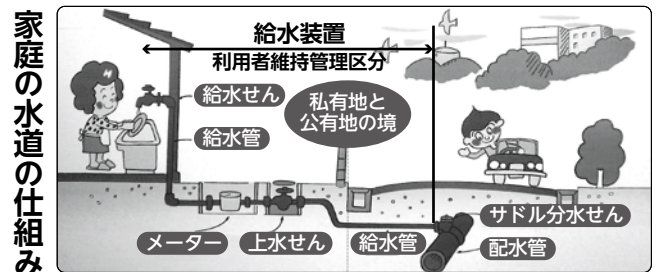 家庭の水道の仕組み
給水装置
利用者維持管理区分
給水せん
給水管
私有地と
公有地の境
メーター
上水せん
給水管
サドル分水せん
配水管